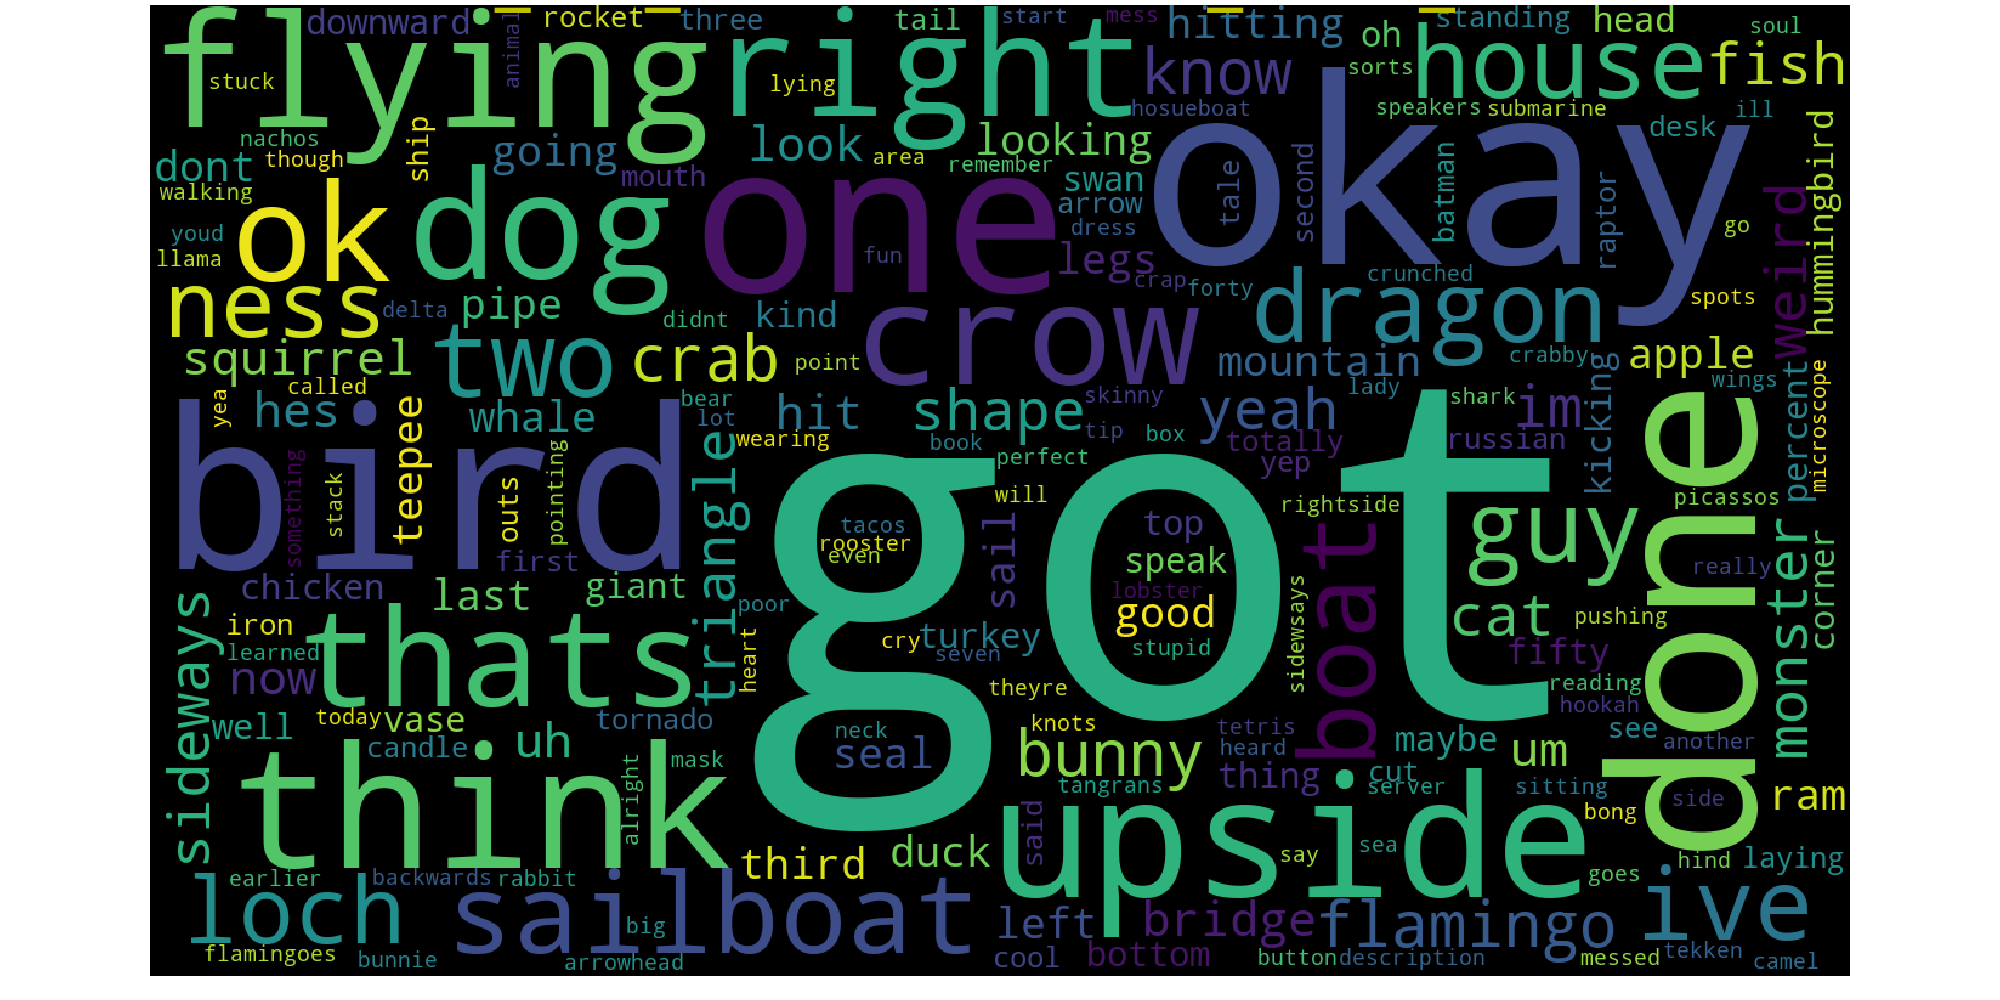 flying
right
okay
house
downward
rocket
three
tail
start
mess
hitting
standing
head
soul
animal
oh
know
sorts
fish
stuck
lying
hosueboat
speakers
submarine
ill
nachos
though
ship
going
look
area
looking
remember
desk
dont
walking
mouth
swan
tale
second
batman
raptor
hummingbird
ok
dog
one
arrow
dress
legs
weird
go
youd
llama
fun
crap
forty
crunched
dragon
spots
ness
delta
pipe
didnt
kind
crow
squirrel
two
crab
point
mountain
crabby
apple
called
yea
hes
whale
bear
lot
hit
shape
skinny
tip
yeah
lady
shark
im
wings
wearing
book
perfect
box
totally
yep
russian
kicking
percent
microscope
bird
something
stack
teepee
outs
pointing
triangle
got
will
rightside
picassos
guy
done
first
tacos
rooster
even
sail
top
speak
boat
chicken
last
giant
poor
lobster
good
sidewsays
cat
pushing
really
monster
corner
sideways
iron
learned
thats
heart
cry
turkey
seven
stupid
fifty
now
theyre
reading
hookah
well
today
vase
tornado
neck
knots
tetris
heard
maybe
um
see
another
candle
uh
seal
bunny
thing
cut
think
alright
mask
tangrans
server
sitting
side
ram
bong
said
upside
third
duck
say
sea
hind
laying
earlier
backwards
rabbit
goes
loch
sailboat
big
left
bridge
flamingo
ive
flamingoes
bunnie
arrowhead
cool
bottom
button
description
messed
tekken
camel